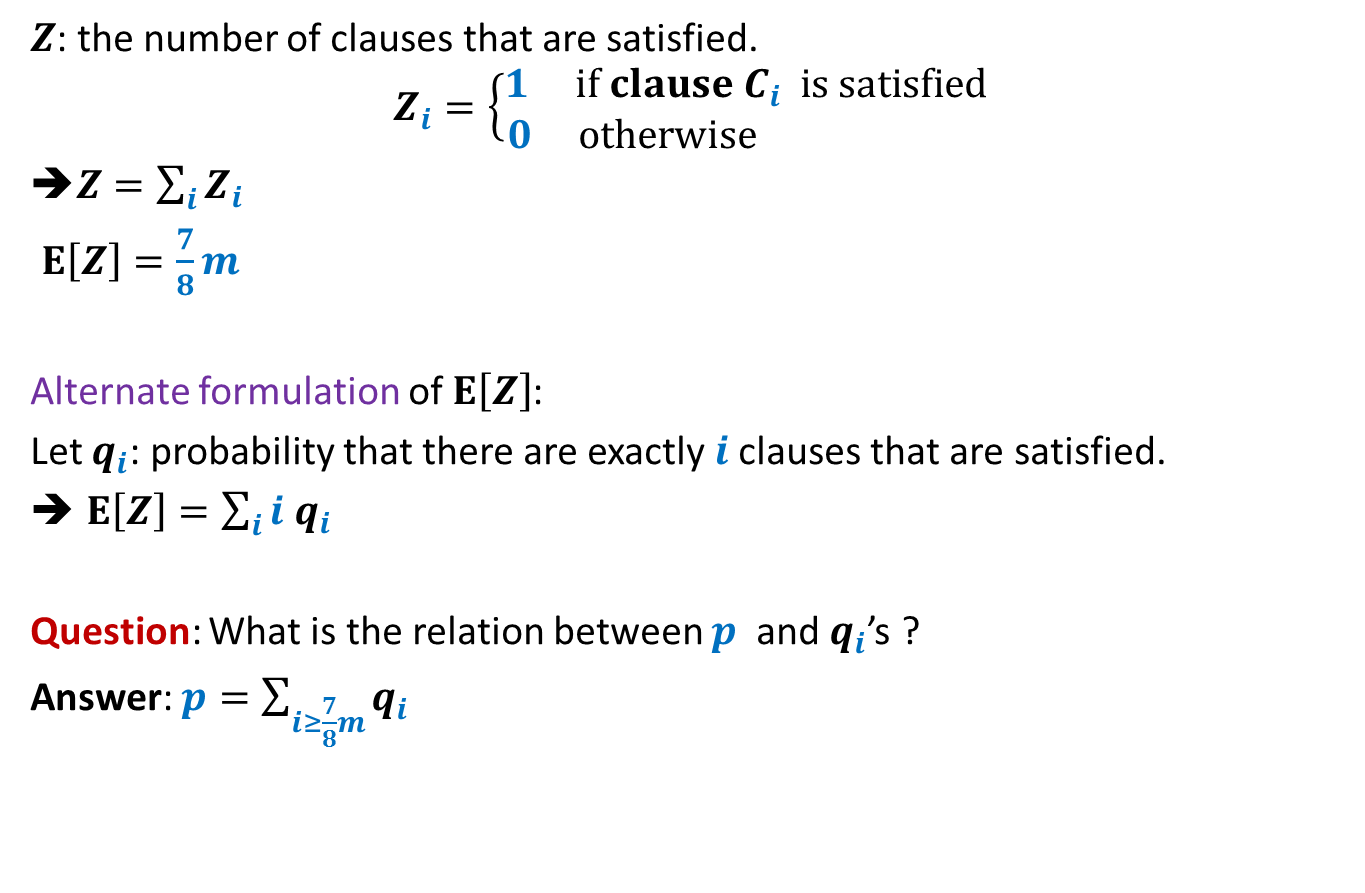 Z: the number of clauses that are satisfied.
Z_i = { 1 if clause C_i is satisfied
0 otherwise
➔ Z = ∑_i Z_i
E[Z] = 7/8 m
Alternate formulation of E[Z]:
Let q_i: probability that there are exactly i clauses that are satisfied.
➔ E[Z] = ∑_i i q_i
Question: What is the relation between p and q_i’s ?
Answer: p = ∑_{i≥7/8 m} q_i